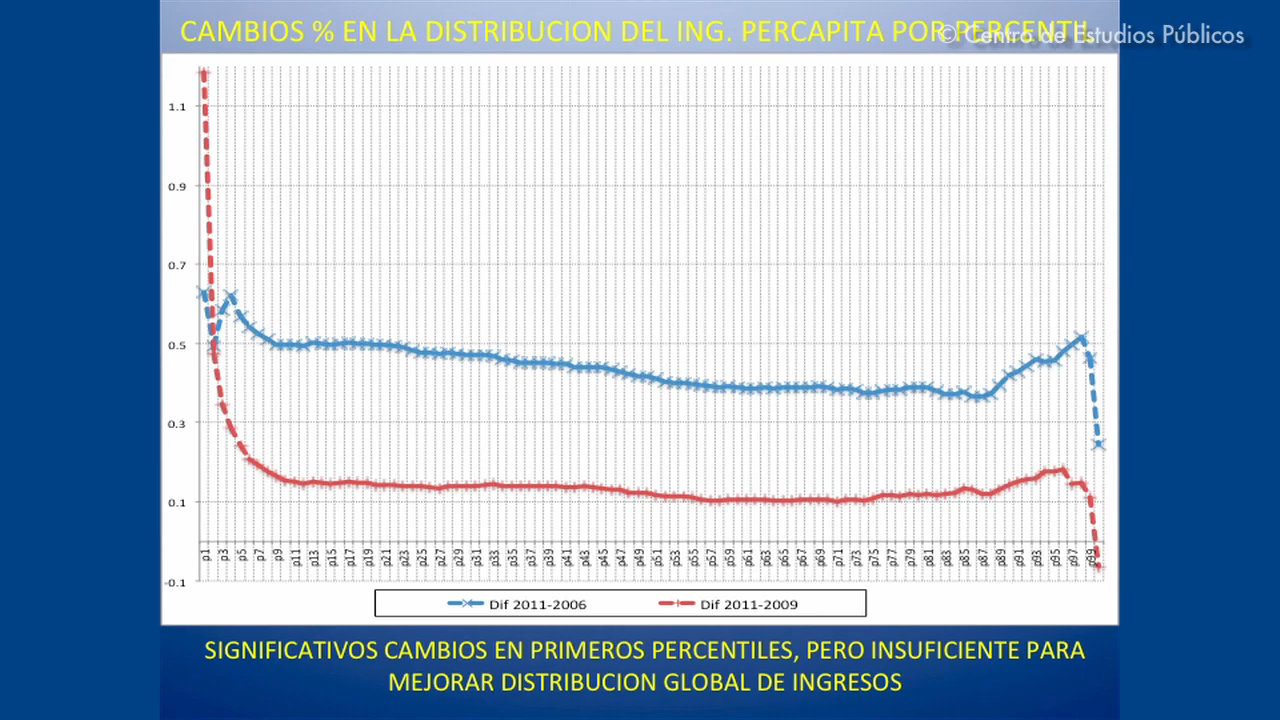 CAMBIOS % EN LA DISTRIBUCION DEL ING. PERCAPITA POR PERCENTIL
© Centro de Estudios Públicos
1.1
0.9
0.7
0.5
0.3
0.1
-0.1
p1 p3 p5 p7 p9 p11 p13 p15 p17 p19 p21 p23 p25 p27 p29 p31 p33 p35 p37 p39 p41 p43 p45 p47 p49 p51 p53 p55 p57 p59 p61 p63 p65 p67 p69 p71 p73 p75 p77 p79 p81 p83 p85 p87 p89 p91 p93 p95 p97 p99
Dif 2011-2006 Dif 2011-2009
SIGNIFICATIVOS CAMBIOS EN PRIMEROS PERCENTILES, PERO INSUFICIENTE PARA
MEJORAR DISTRIBUCION GLOBAL DE INGRESOS